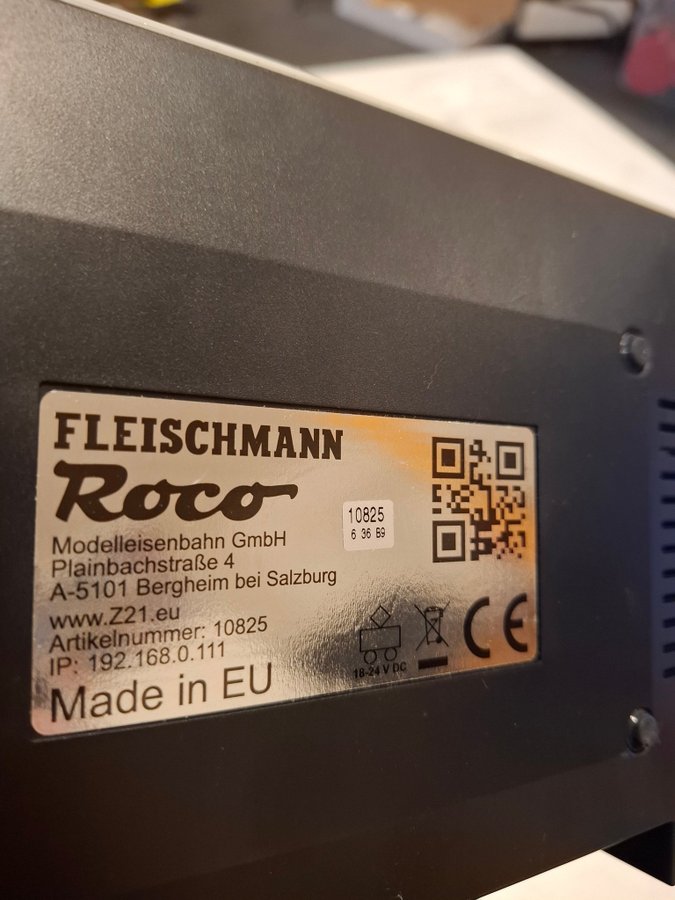 FLEISCHMANN
Roco
Modelleisenbahn GmbH
Plainbachstraße 4
A-5101 Bergheim bei Salzburg
www.Z21.eu
Artikelnummer: 10825
IP: 192.168.0.111
Made in EU
10825
6 36 B9
18-24 V DC
CE